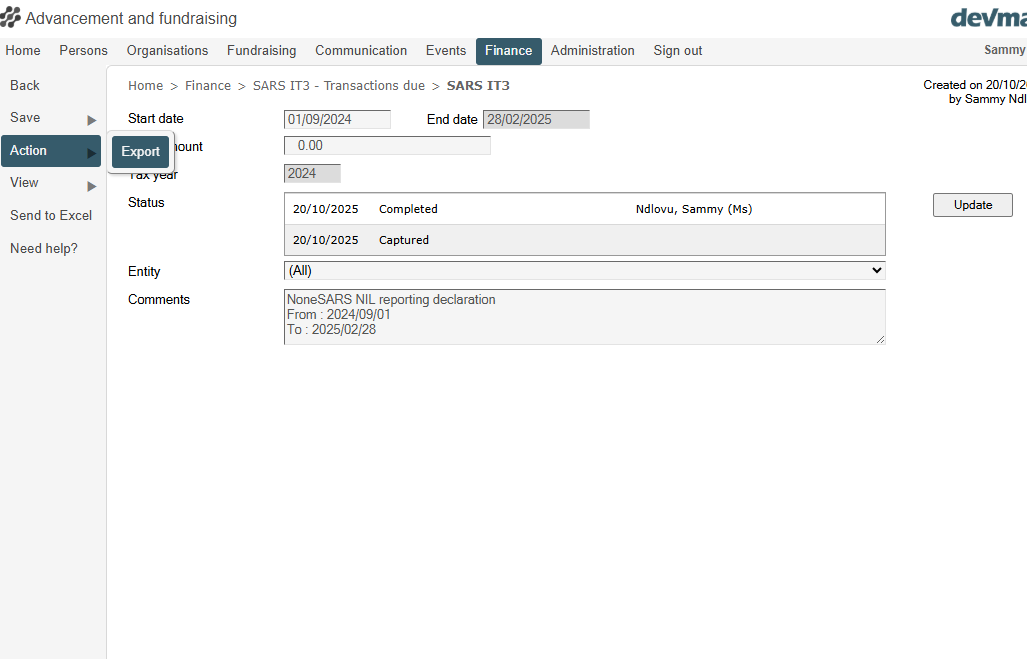 Advancement and fundraising
Home Persons Organisations Fundraising Communication Events Finance Administration Sign out Sammy
Back
Save
Action
View
Send to Excel
Need help?
Export
Home > Finance > SARS IT3 - Transactions due > SARS IT3
Created on 20/10/2
by Sammy Ndl
Start date 01/09/2024 End date 28/02/2025
0.00
Tax year 2024
Status
20/10/2025 Completed Ndlovu, Sammy (Ms)
20/10/2025 Captured
Update
Entity (All)
Comments
NoneSARS NIL reporting declaration
From : 2024/09/01
To : 2025/02/28